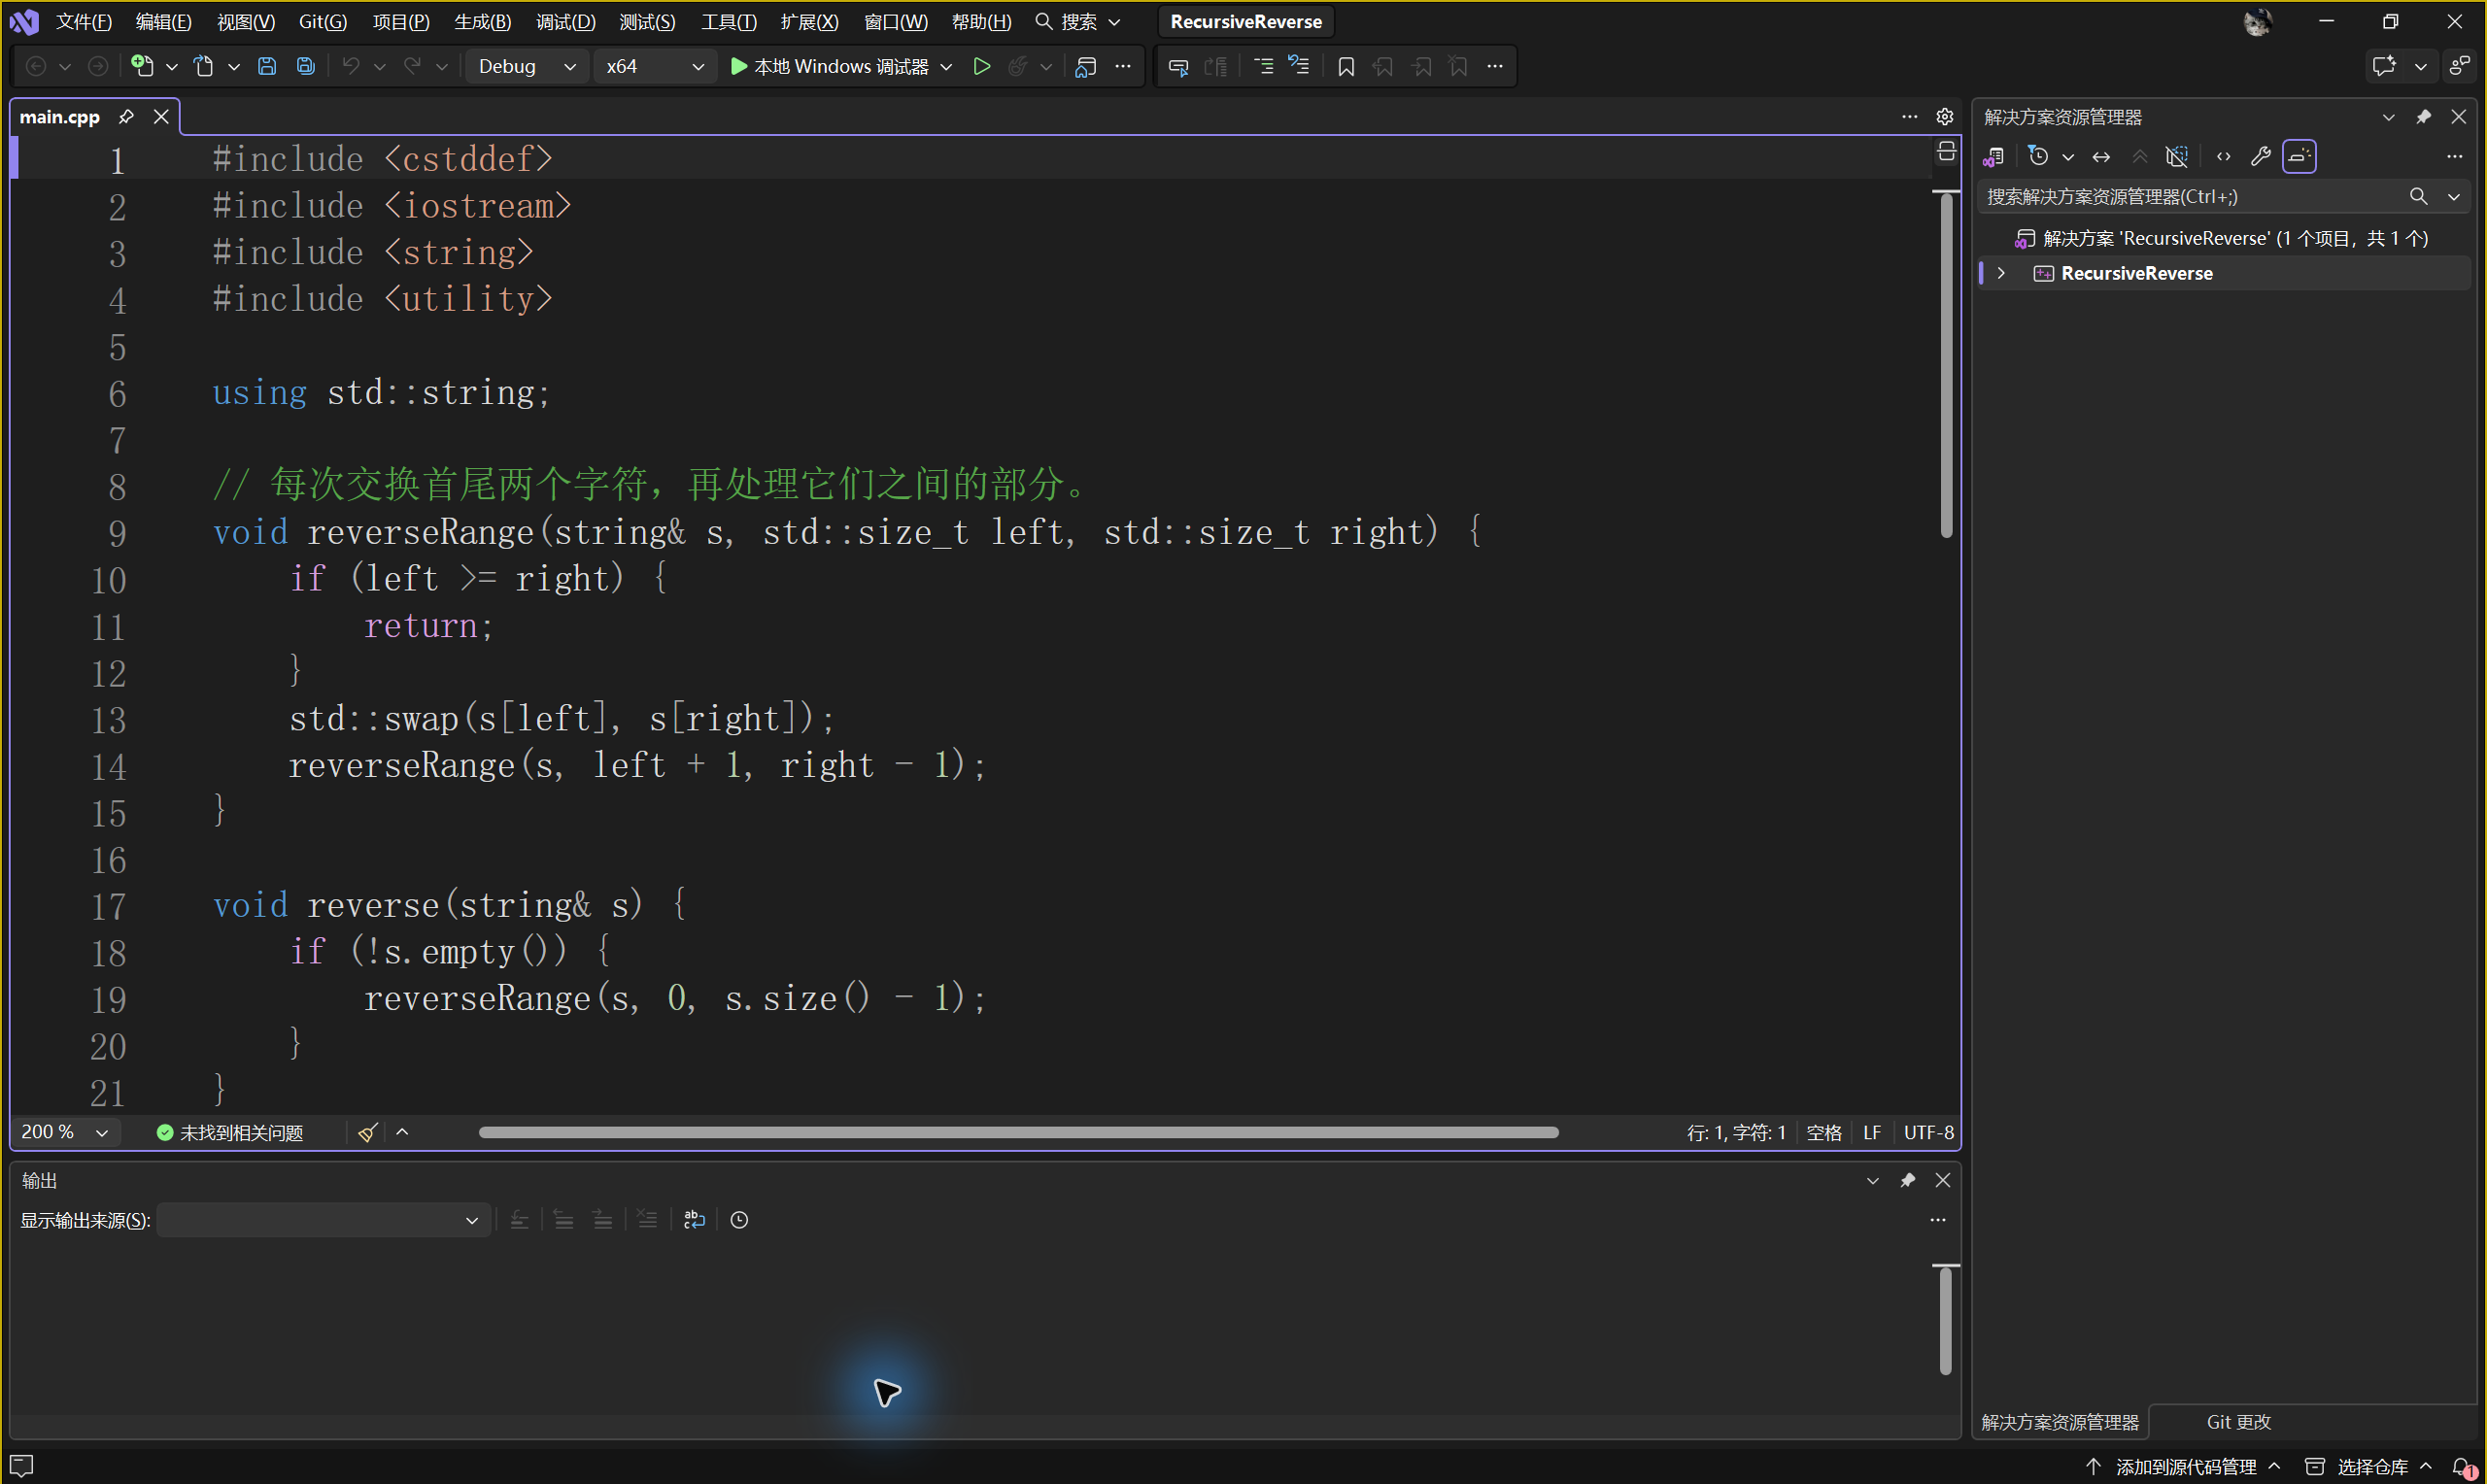 文件(F) 编辑(E) 视图(V) Git(G) 项目(P) 生成(B) 调试(D) 测试(S) 工具(T) 扩展(X) 窗口(W) 帮助(H) 搜索 RecursiveReverse
Debug x64 本地 Windows 调试器
main.cpp
1 #include <cstddef>
2 #include <iostream>
3 #include <string>
4 #include <utility>
5
6 using std::string;
7
8 // 每次交换首尾两个字符，再处理它们之间的部分。
9 void reverseRange(string& s, std::size_t left, std::size_t right) {
10 if (left >= right) {
11 return;
12 }
13 std::swap(s[left], s[right]);
14 reverseRange(s, left + 1, right - 1);
15 }
16
17 void reverse(string& s) {
18 if (!s.empty()) {
19 reverseRange(s, 0, s.size() - 1);
20 }
21 }
200 % 未找到相关问题 行: 1, 字符: 1 空格 LF UTF-8
输出
显示输出来源(S):
解决方案资源管理器
搜索解决方案资源管理器(Ctrl+;)
解决方案 'RecursiveReverse' (1 个项目，共 1 个)
RecursiveReverse
解决方案资源管理器 Git 更改
添加到源代码管理 选择仓库 1